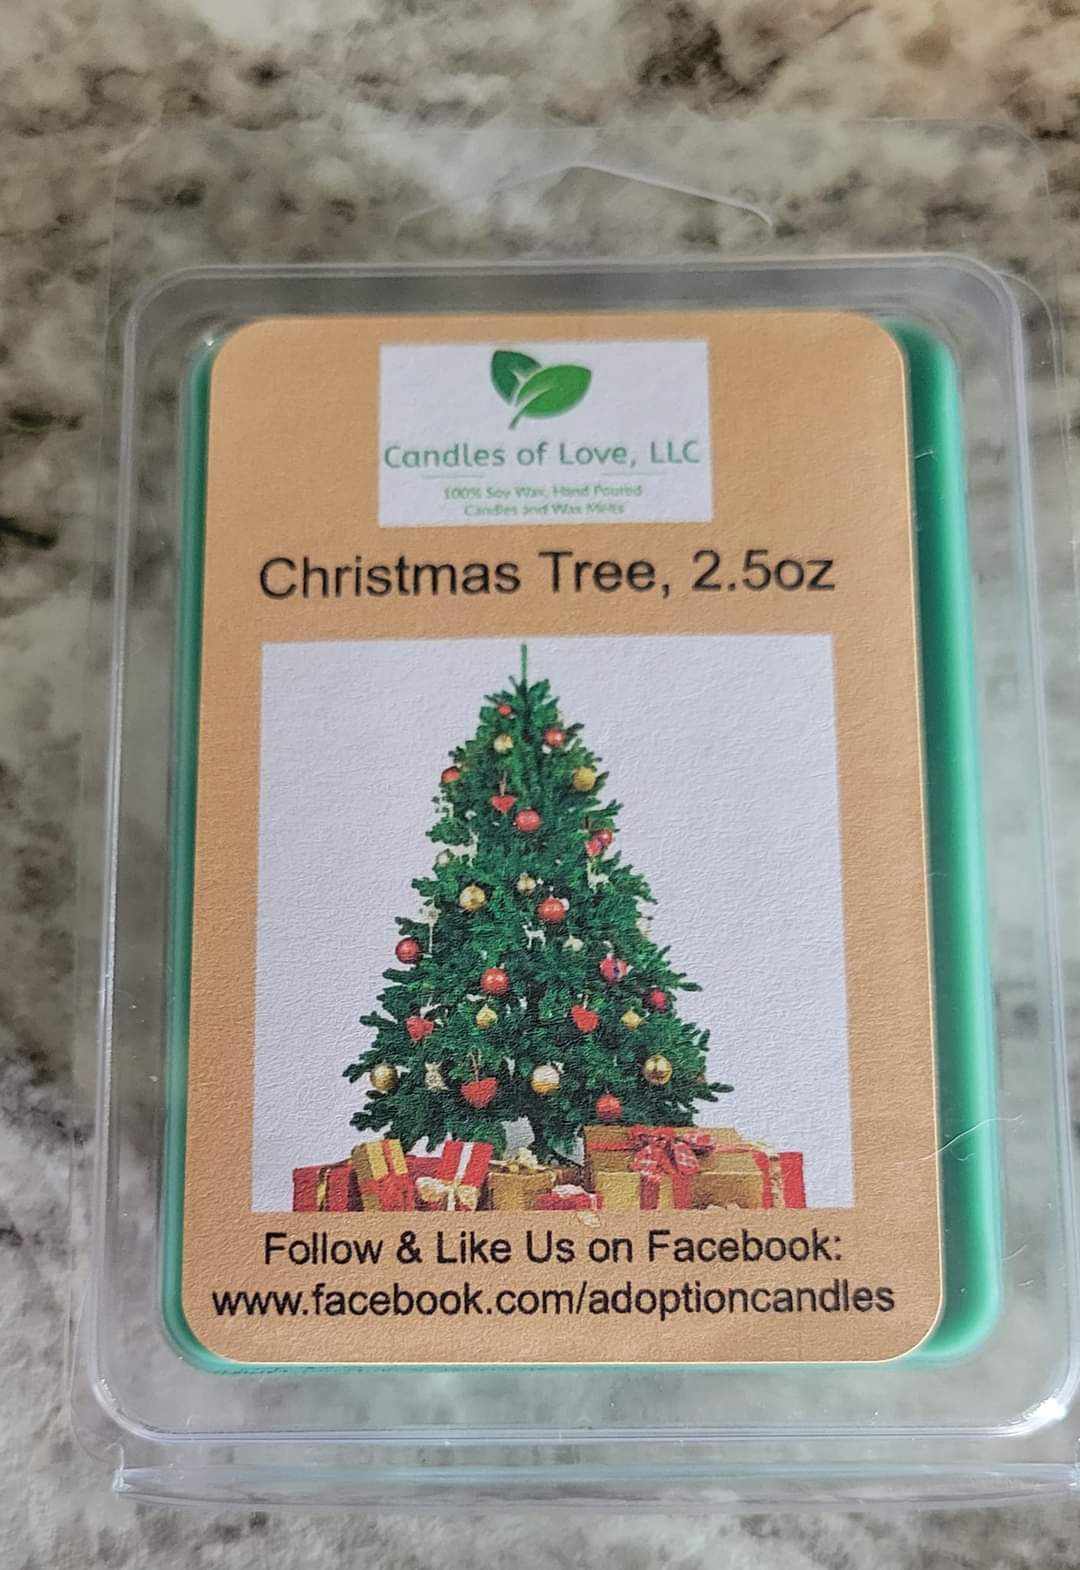 Candles of Love, LLC
100% Soy Wax, Hand Poured
Candles and Wax Melts
Christmas Tree, 2.5oz
Follow & Like Us on Facebook:
www.facebook.com/adoptioncandles